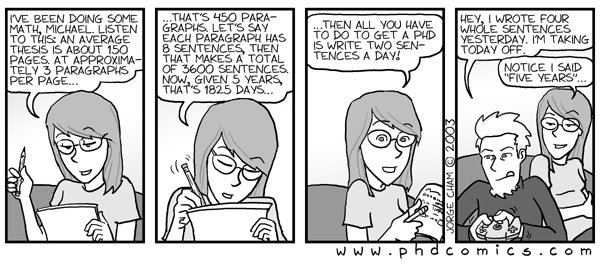 I'VE BEEN DOING SOME
MATH, MICHAEL. LISTEN
TO THIS: AN AVERAGE
THESIS IS ABOUT 150
PAGES. AT APPROXIMA-
TELY 3 PARAGRAPHS
PER PAGE...
...THAT'S 450 PARA-
GRAPHS. LET'S SAY
EACH PARAGRAPH HAS
8 SENTENCES, THEN
THAT MAKES A TOTAL
OF 3600 SENTENCES.
NOW, GIVEN 5 YEARS,
THAT'S 1825 DAYS...
...THEN ALL YOU HAVE
TO DO TO GET A PHD
IS WRITE TWO SEN-
TENCES A DAY!
JORGE CHAM © 2003
HEY, I WROTE FOUR
WHOLE SENTENCES
YESTERDAY. I'M TAKING
TODAY OFF.
NOTICE I SAID
"FIVE YEARS"...
www.phdcomics.com